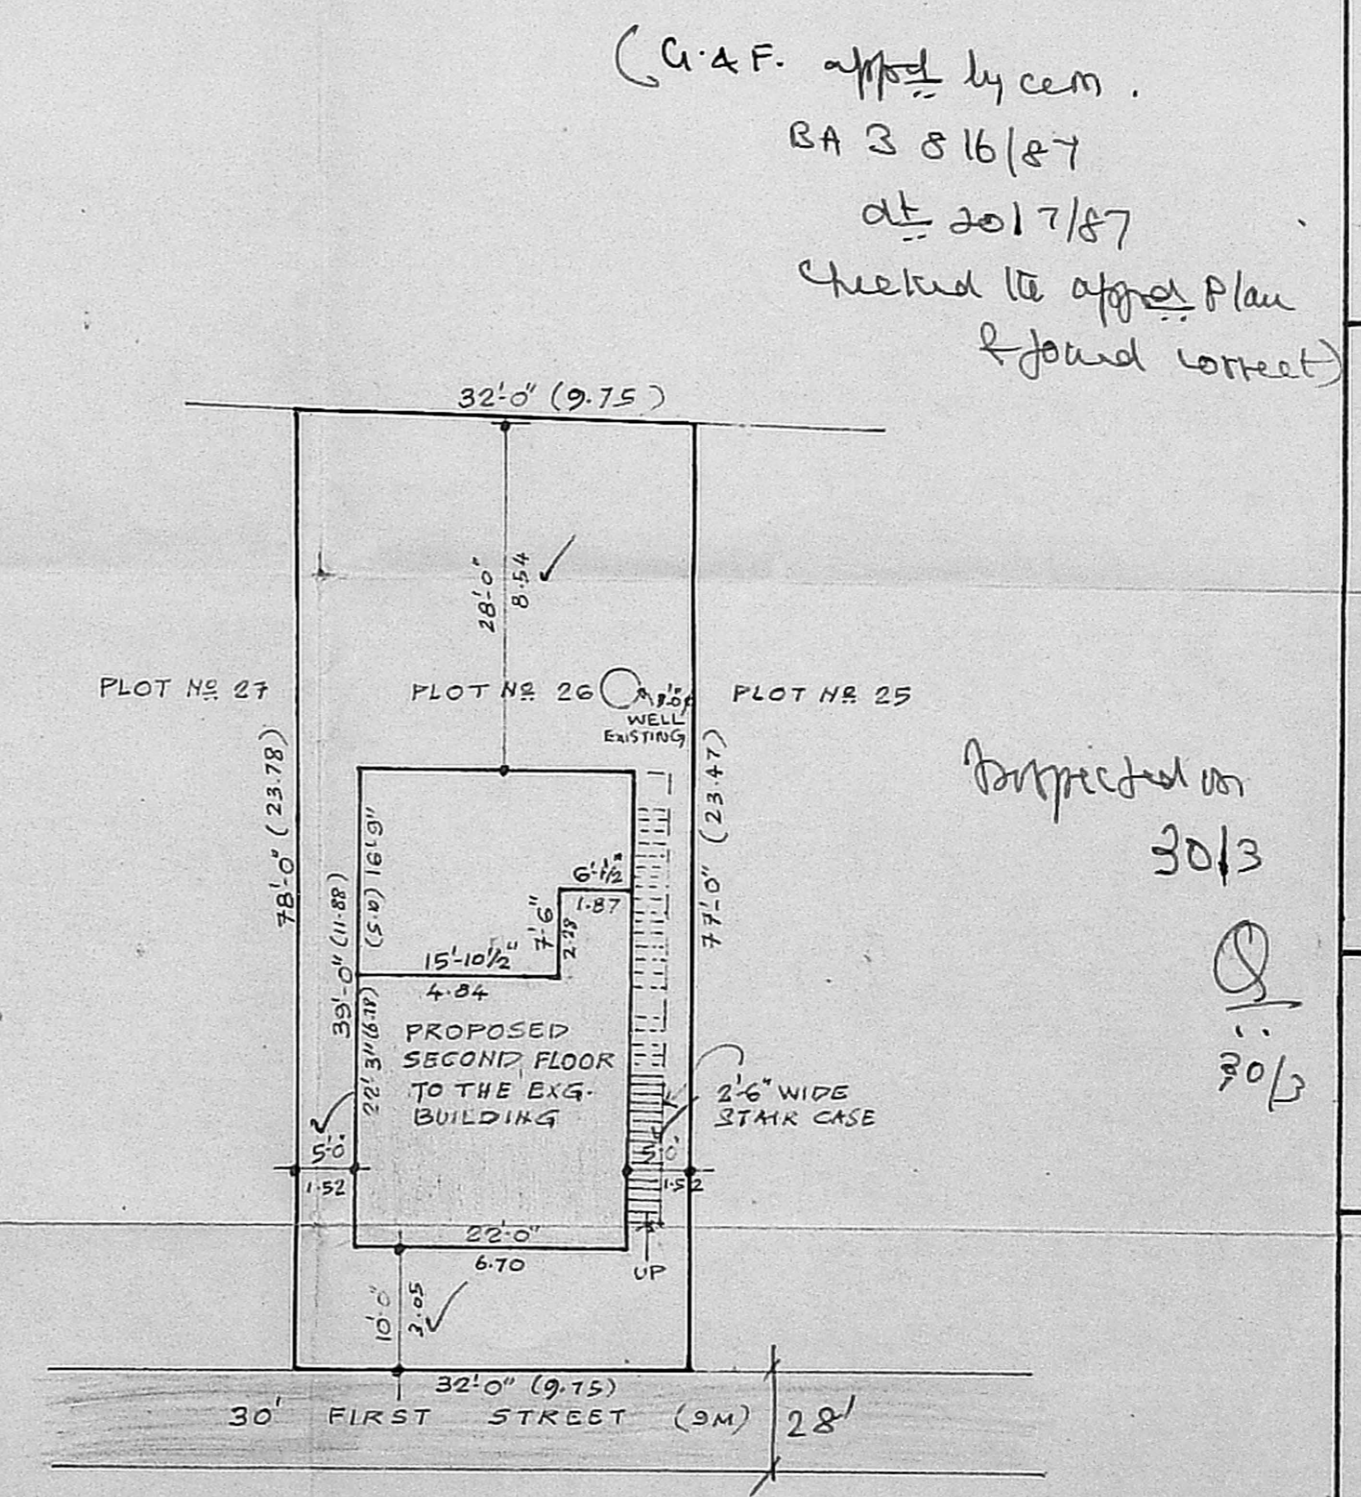 (G & F. appd by cem.
BA 3 816/87
dt 20/7/87
checked the appd plan
& found correct)
32'-0" (9.75)
28'-0"
8.54
PLOT Nº 27
PLOT Nº 26
PLOT Nº 25
WELL
EXISTING
78'-0" (23.78)
77'-0" (23.47)
Inspected on
30/3
30/3
16'-9"
39'-0" (11.88)
6'-1½"
1.87
7'-6"
2.28
15'-10½"
4.84
22'3" (6.78)
PROPOSED
SECOND FLOOR
TO THE EXG.
BUILDING
2'-6" WIDE
STAIR CASE
5'-0"
1.52
5'-0"
1.52
22'-0"
6.70
UP
10'-0"
3.05
32'-0" (9.75)
30' FIRST STREET (9M) 28'